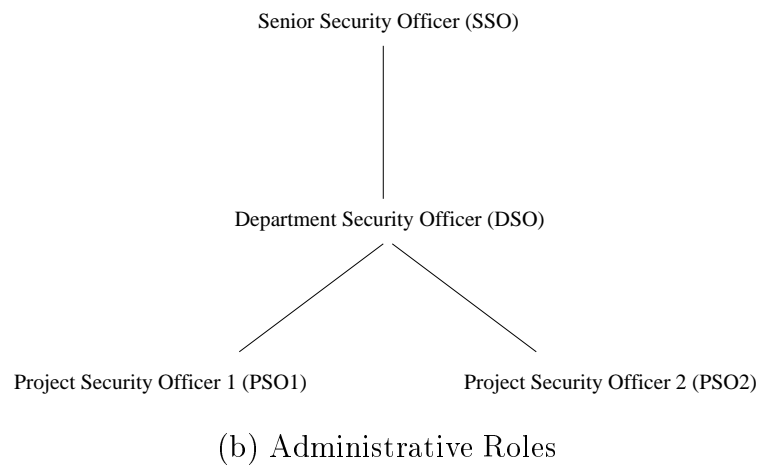 Senior Security Officer (SSO)
Department Security Officer (DSO)
Project Security Officer 1 (PSO1)
Project Security Officer 2 (PSO2)
(b) Administrative Roles